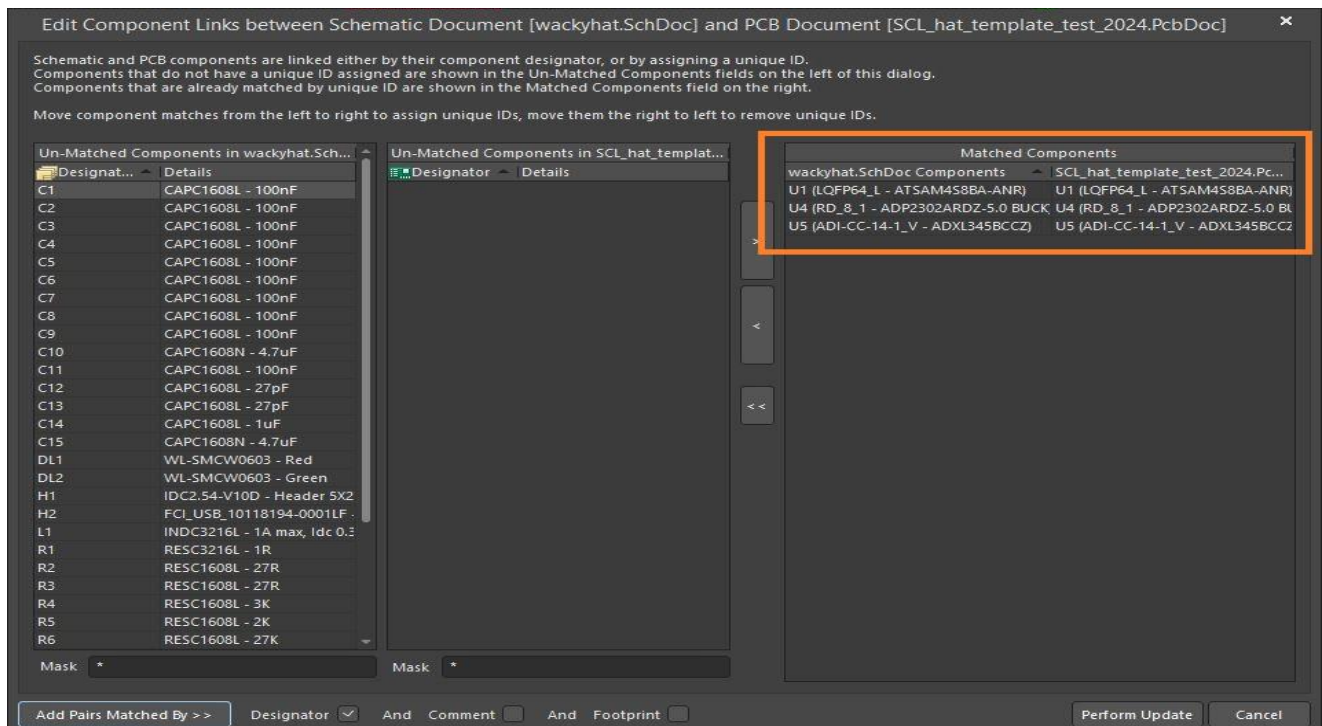 Edit Component Links between Schematic Document [wackyhat.SchDoc] and PCB Document [SCL_hat_template_test_2024.PcbDoc]
×
Schematic and PCB components are linked either by their component designator, or by assigning a unique ID.
Components that do not have a unique ID assigned are shown in the Un-Matched Components fields on the left of this dialog.
Components that are already matched by unique ID are shown in the Matched Components field on the right.
Move component matches from the left to right to assign unique IDs, move them the right to left to remove unique IDs.
Un-Matched Components in wackyhat.Sch...
Designat... Details
C1 CAPC1608L - 100nF
C2 CAPC1608L - 100nF
C3 CAPC1608L - 100nF
C4 CAPC1608L - 100nF
C5 CAPC1608L - 100nF
C6 CAPC1608L - 100nF
C7 CAPC1608L - 100nF
C8 CAPC1608L - 100nF
C9 CAPC1608L - 100nF
C10 CAPC1608N - 4.7uF
C11 CAPC1608L - 100nF
C12 CAPC1608L - 27pF
C13 CAPC1608L - 27pF
C14 CAPC1608L - 1uF
C15 CAPC1608N - 4.7uF
DL1 WL-SMCW0603 - Red
DL2 WL-SMCW0603 - Green
H1 IDC2.54-V10D - Header 5X2
H2 FCI_USB_10118194-0001LF -
L1 INDC3216L - 1A max, Idc 0.3
R1 RESC3216L - 1R
R2 RESC1608L - 27R
R3 RESC1608L - 27R
R4 RESC1608L - 3K
R5 RESC1608L - 2K
R6 RESC1608L - 27K
Mask *
Un-Matched Components in SCL_hat_templat...
Designator Details
Mask *
>
<
<<
Matched Components
wackyhat.SchDoc Components SCL_hat_template_test_2024.Pc...
U1 (LQFP64_L - ATSAM4S8BA-ANR) U1 (LQFP64_L - ATSAM4S8BA-ANR)
U4 (RD_8_1 - ADP2302ARDZ-5.0 BUCK U4 (RD_8_1 - ADP2302ARDZ-5.0 BU
U5 (ADI-CC-14-1_V - ADXL345BCCZ) U5 (ADI-CC-14-1_V - ADXL345BCCZ
Add Pairs Matched By >> Designator And Comment And Footprint Perform Update Cancel